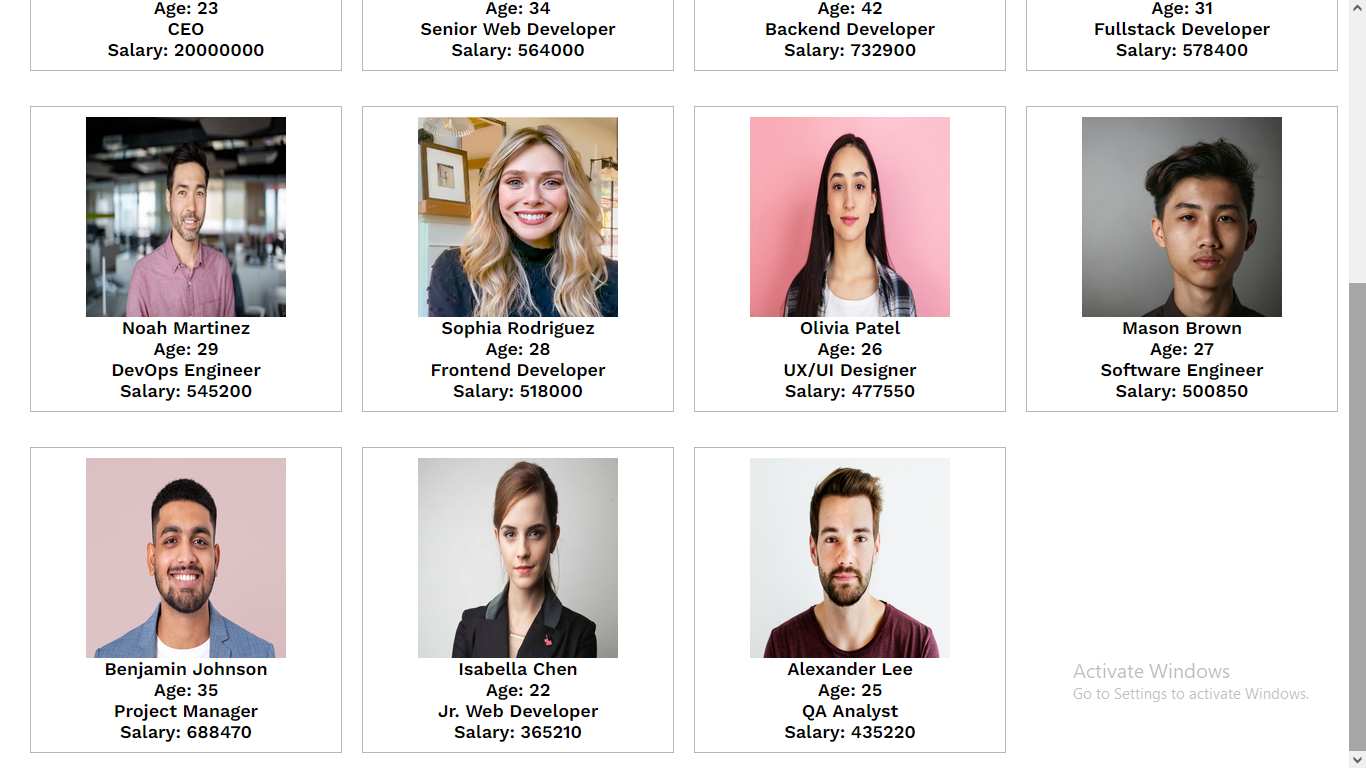 Age: 23
CEO
Salary: 20000000
Age: 34
Senior Web Developer
Salary: 564000
Age: 42
Backend Developer
Salary: 732900
Age: 31
Fullstack Developer
Salary: 578400
Noah Martinez
Age: 29
DevOps Engineer
Salary: 545200
Sophia Rodriguez
Age: 28
Frontend Developer
Salary: 518000
Olivia Patel
Age: 26
UX/UI Designer
Salary: 477550
Mason Brown
Age: 27
Software Engineer
Salary: 500850
Benjamin Johnson
Age: 35
Project Manager
Salary: 688470
Isabella Chen
Age: 22
Jr. Web Developer
Salary: 365210
Alexander Lee
Age: 25
QA Analyst
Salary: 435220
Activate Windows
Go to Settings to activate Windows.